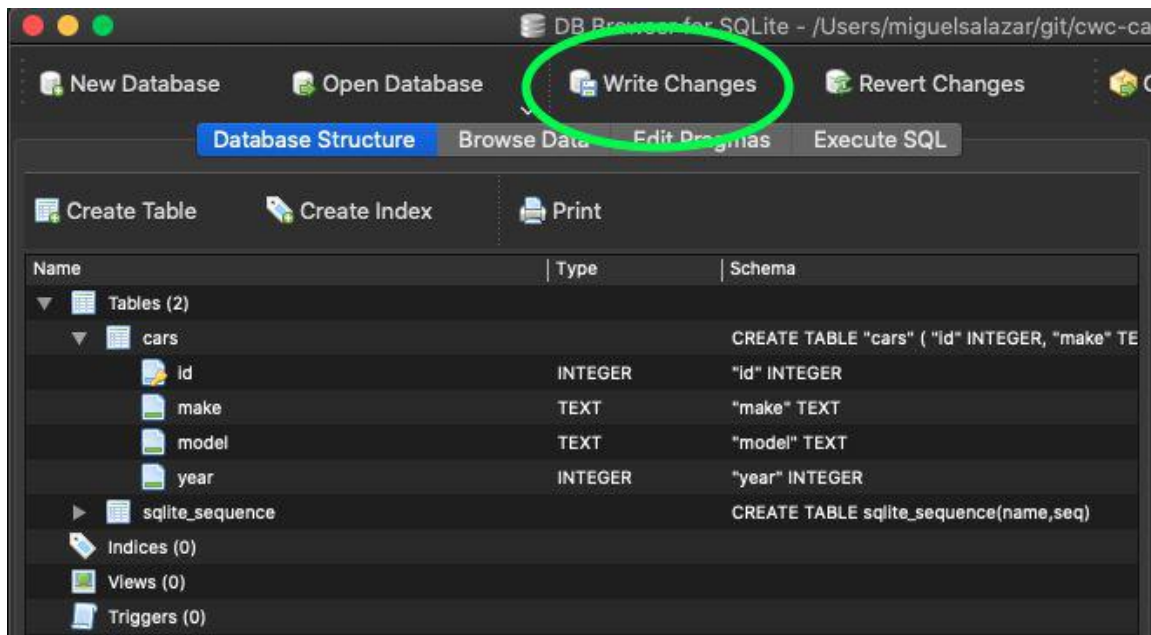 DB Browser for SQLite - /Users/miguelsalazar/git/cwc-ca
New Database Open Database Write Changes Revert Changes
Database Structure Browse Data Edit Pragmas Execute SQL
Create Table Create Index Print
Name Type Schema
Tables (2)
cars CREATE TABLE "cars" ( "id" INTEGER, "make" TE
id INTEGER "id" INTEGER
make TEXT "make" TEXT
model TEXT "model" TEXT
year INTEGER "year" INTEGER
sqlite_sequence CREATE TABLE sqlite_sequence(name,seq)
Indices (0)
Views (0)
Triggers (0)